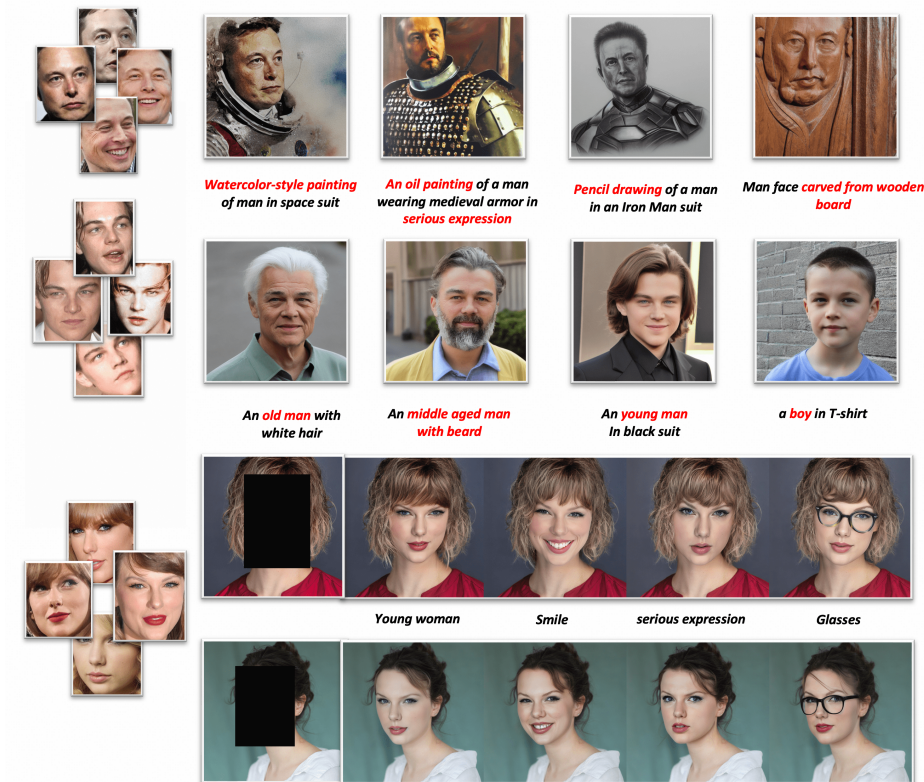 Watercolor-style painting
of man in space suit
An oil painting of a man
wearing medieval armor in
serious expression
Pencil drawing of a man
in an Iron Man suit
Man face carved from wooden
board
An old man with
white hair
An middle aged man
with beard
An young man
In black suit
a boy in T-shirt
Young woman
Smile
serious expression
Glasses